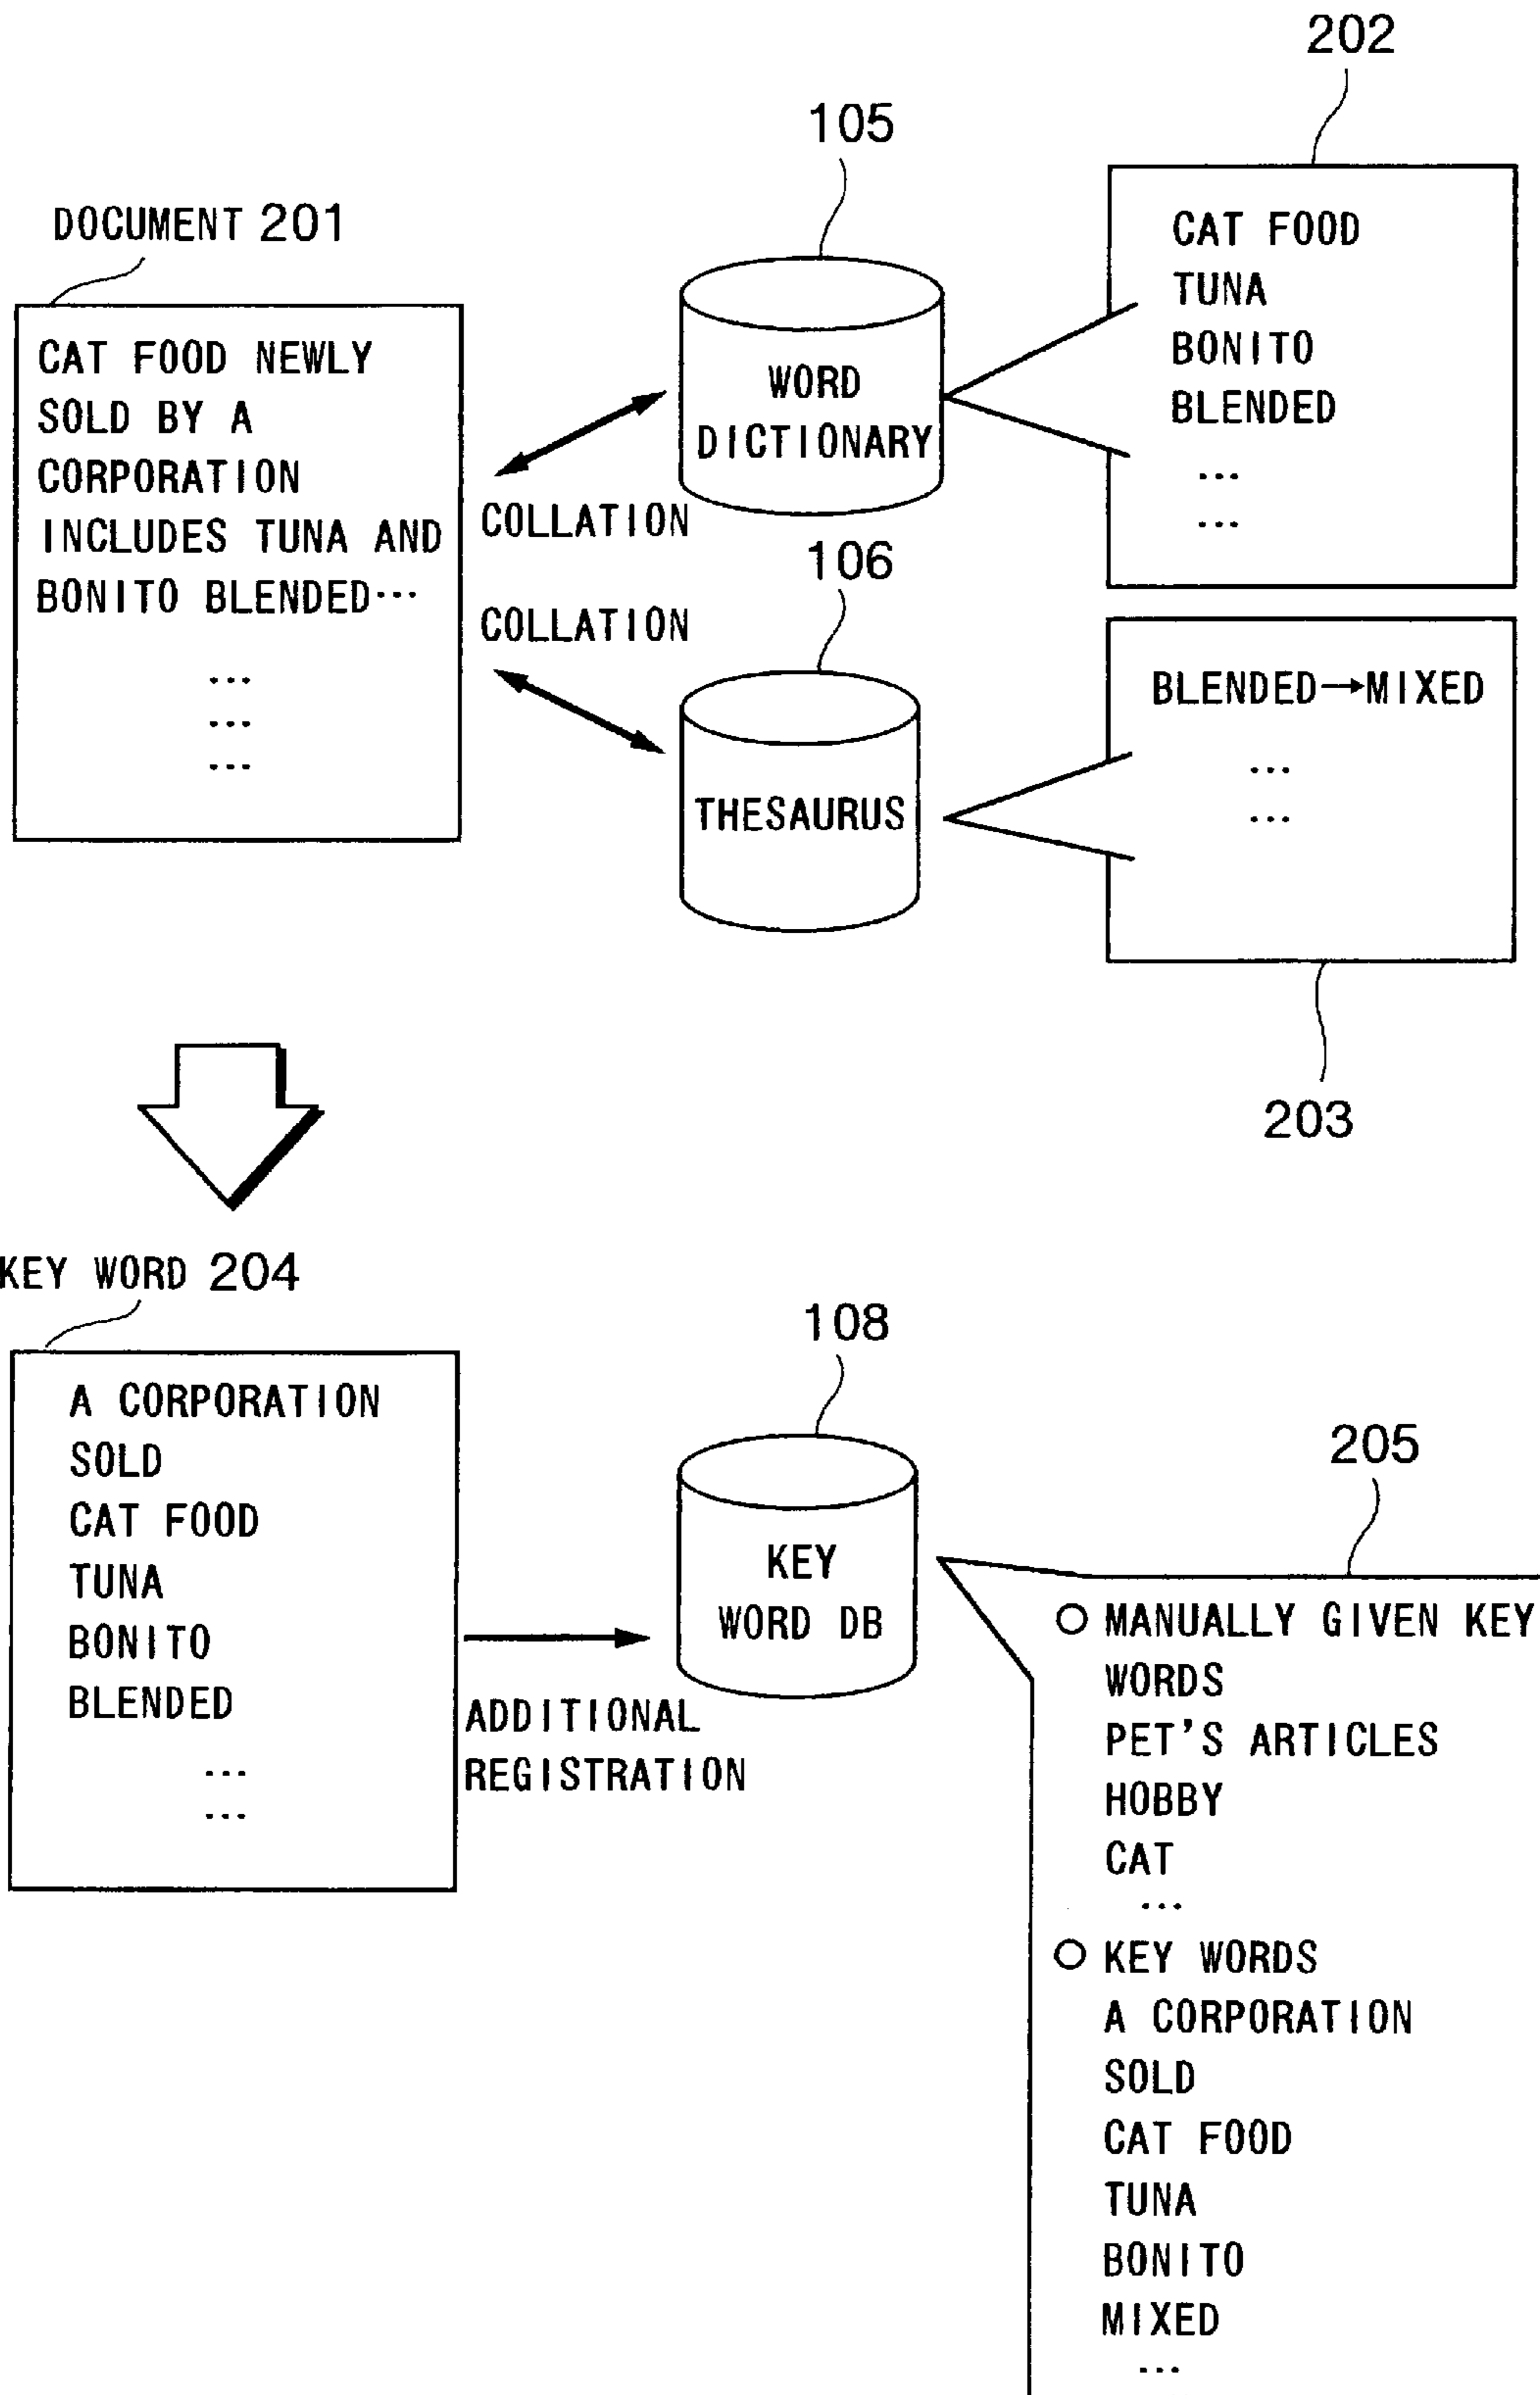 202
105
DOCUMENT 201
CAT FOOD NEWLY
SOLD BY A
CORPORATION
INCLUDES TUNA AND
BONITO BLENDED…
…
…
…
COLLATION
COLLATION
WORD
DICTIONARY
CAT FOOD
TUNA
BONITO
BLENDED
…
…
106
THESAURUS
BLENDED→MIXED
…
…
203
KEY WORD 204
A CORPORATION
SOLD
CAT FOOD
TUNA
BONITO
BLENDED
…
…
ADDITIONAL
REGISTRATION
108
KEY
WORD DB
205
○ MANUALLY GIVEN KEY
WORDS
PET'S ARTICLES
HOBBY
CAT
…
○ KEY WORDS
A CORPORATION
SOLD
CAT FOOD
TUNA
BONITO
MIXED
…